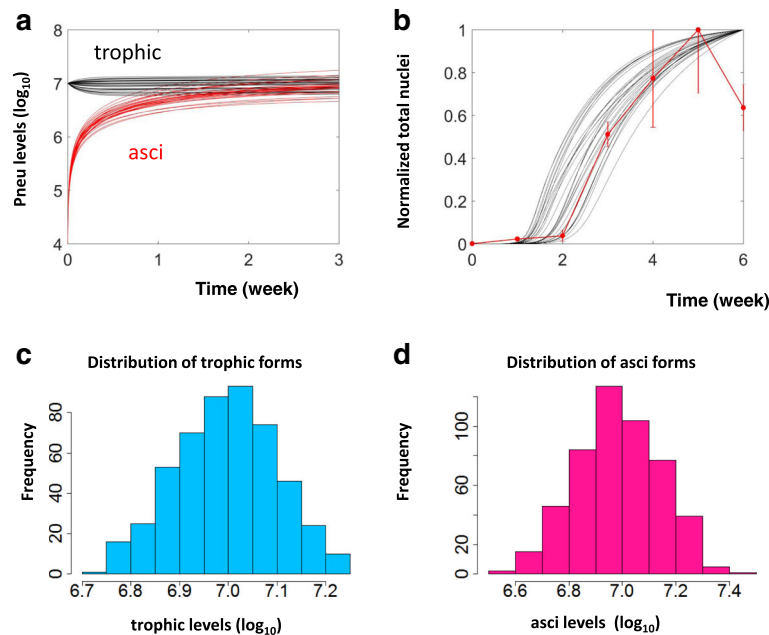 a
trophic
asci
Pneu levels (log10)
7
6
5
4
0
1
2
3
Time (week)
b
Normalized total nuclei
1
0.8
0.6
0.4
0.2
0
0
2
4
6
Time (week)
c
Distribution of trophic forms
Frequency
80
60
40
20
0
6.7
6.8
6.9
7.0
7.1
7.2
trophic levels (log10)
d
Distribution of asci forms
Frequency
100
60
20
0
6.6
6.8
7.0
7.2
7.4
asci levels (log10)